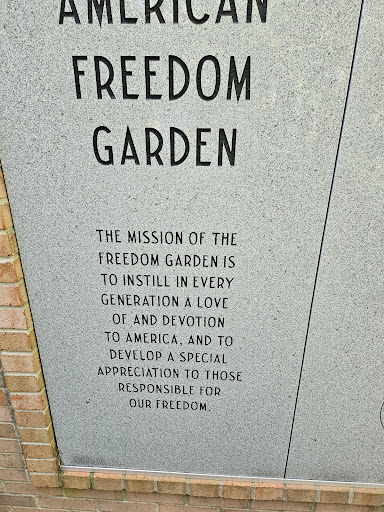 AMERICAN
FREEDOM
GARDEN
THE MISSION OF THE
FREEDOM GARDEN IS
TO INSTILL IN EVERY
GENERATION A LOVE
OF AND DEVOTION
TO AMERICA, AND TO
DEVELOP A SPECIAL
APPRECIATION TO THOSE
RESPONSIBLE FOR
OUR FREEDOM.